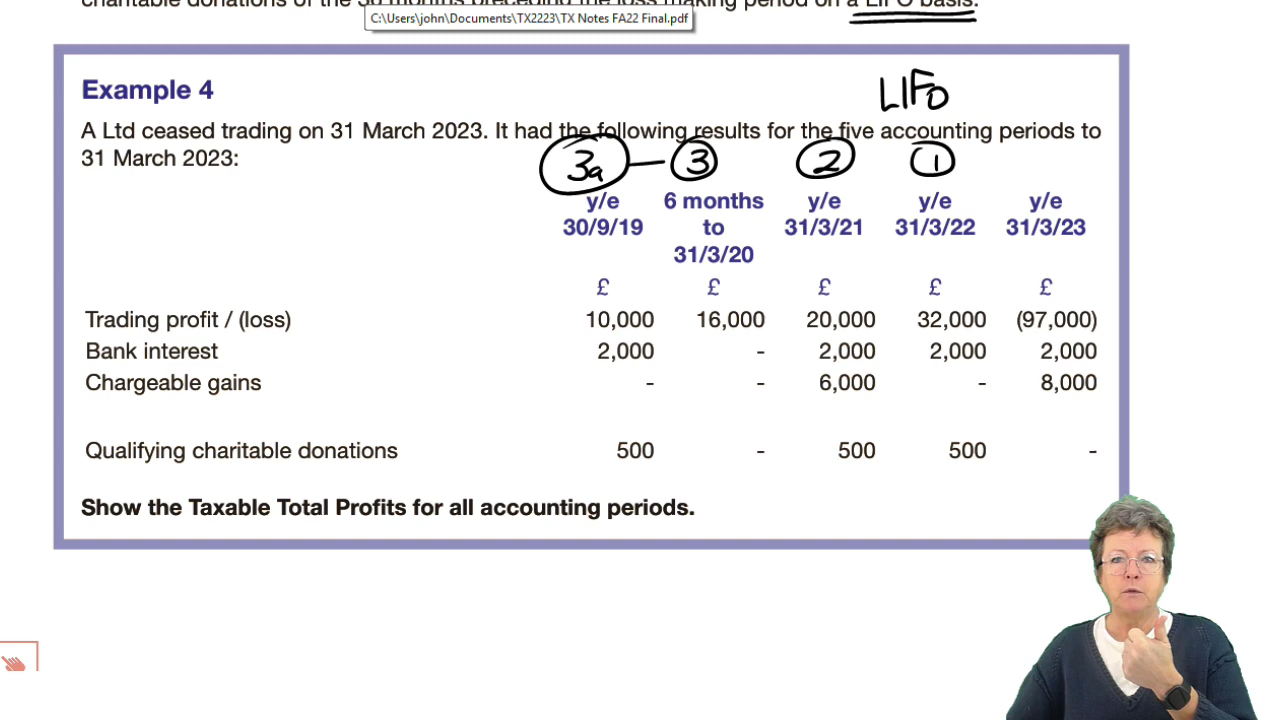 charitable donations of the 36 months preceding the loss making period on a LIFO basis.
C:\Users\john\Documents\TX2223\TX Notes FA22 Final.pdf
Example 4
LIFO
A Ltd ceased trading on 31 March 2023. It had the following results for the five accounting periods to
31 March 2023:
3a 3 2 1
y/e 6 months y/e y/e y/e
30/9/19 to 31/3/21 31/3/22 31/3/23
31/3/20
£ £ £ £ £
Trading profit / (loss) 10,000 16,000 20,000 32,000 (97,000)
Bank interest 2,000 - 2,000 2,000 2,000
Chargeable gains - - 6,000 - 8,000
Qualifying charitable donations 500 - 500 500 -
Show the Taxable Total Profits for all accounting periods.